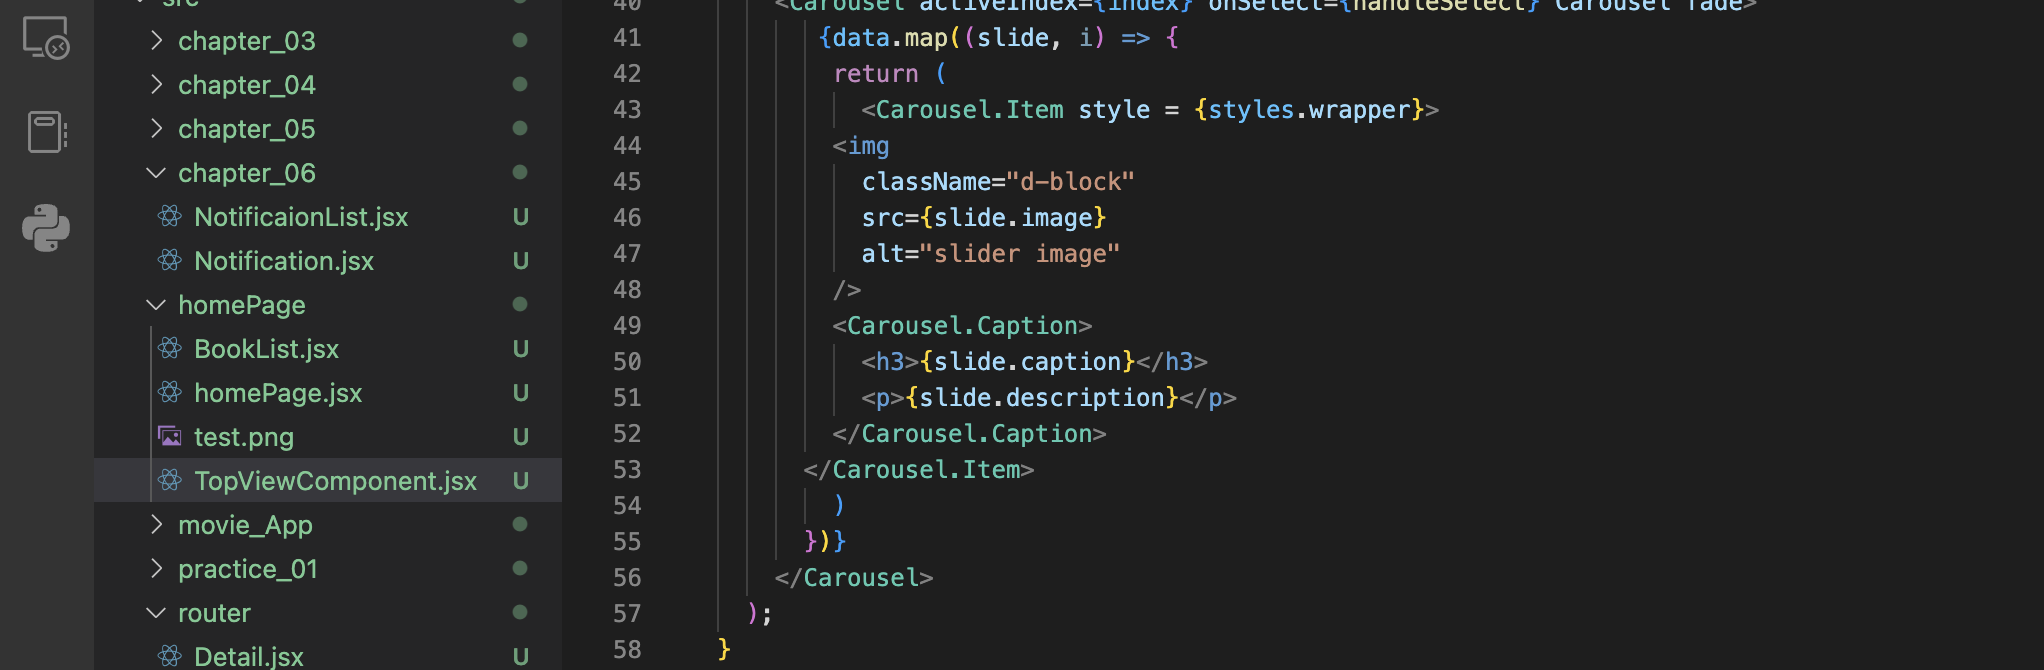 src
chapter_03
chapter_04
chapter_05
chapter_06
NotificaionList.jsx U
Notification.jsx U
homePage
BookList.jsx U
homePage.jsx U
test.png U
TopViewComponent.jsx U
movie_App
practice_01
router
Detail.jsx U
40 <Carousel activeIndex={index} onSelect={handleSelect} Carousel fade>
41 {data.map((slide, i) => {
42 return (
43 <Carousel.Item style = {styles.wrapper}>
44 <img
45 className="d-block"
46 src={slide.image}
47 alt="slider image"
48 />
49 <Carousel.Caption>
50 <h3>{slide.caption}</h3>
51 <p>{slide.description}</p>
52 </Carousel.Caption>
53 </Carousel.Item>
54 )
55 })}
56 </Carousel>
57 );
58 }